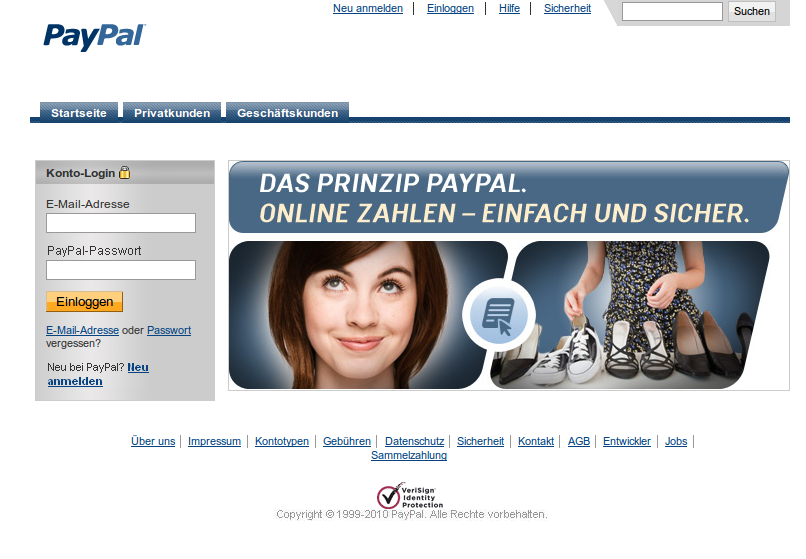 Neu anmelden | Einloggen | Hilfe | Sicherheit Suchen
PayPal
Startseite Privatkunden Geschäftskunden
Konto-Login
E-Mail-Adresse
PayPal-Passwort
Einloggen
E-Mail-Adresse oder Passwort
vergessen?
Neu bei PayPal? Neu
anmelden
DAS PRINZIP PAYPAL.
ONLINE ZAHLEN – EINFACH UND SICHER.
Über uns | Impressum | Kontotypen | Gebühren | Datenschutz | Sicherheit | Kontakt | AGB | Entwickler | Jobs |
Sammelzahlung
VeriSign
Identity
Protection
Copyright © 1999-2010 PayPal. Alle Rechte vorbehalten.